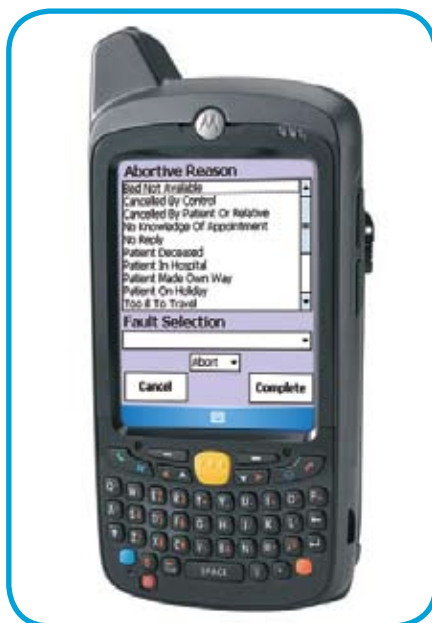 Abortive Reason
Bed Not Available
Cancelled By Control
Cancelled By Patient Or Relative
No Knowledge Of Appointment
No Reply
Patient Deceased
Patient In Hospital
Patient Made Own Way
Patient On Holiday
Too Ill To Travel
Fault Selection
Abort
Cancel Complete
SPACE